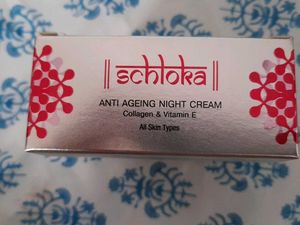 schloka
ANTI AGEING NIGHT CREAM
Collagen & Vitamin E
All Skin Types